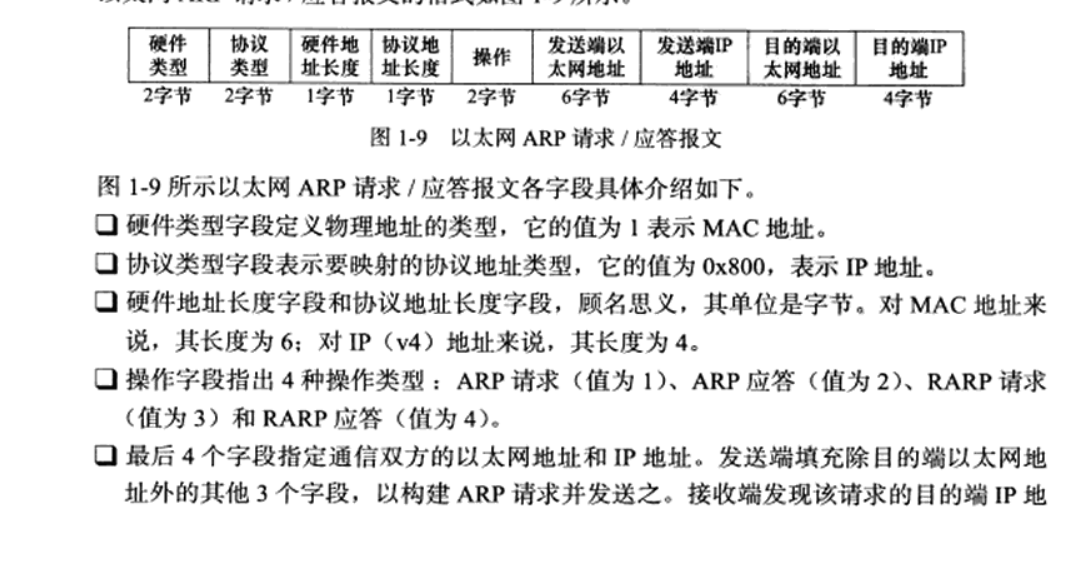 硬件类型 协议类型 硬件地址长度 协议地址长度 操作 发送端以太网地址 发送端IP地址 目的端以太网地址 目的端IP地址
2字节 2字节 1字节 1字节 2字节 6字节 4字节 6字节 4字节
图 1-9 以太网 ARP 请求 / 应答报文
图 1-9 所示以太网 ARP 请求 / 应答报文各字段具体介绍如下。
❑ 硬件类型字段定义物理地址的类型，它的值为 1 表示 MAC 地址。
❑ 协议类型字段表示要映射的协议地址类型，它的值为 0x800，表示 IP 地址。
❑ 硬件地址长度字段和协议地址长度字段，顾名思义，其单位是字节。对 MAC 地址来
说，其长度为 6；对 IP（v4）地址来说，其长度为 4。
❑ 操作字段指出 4 种操作类型：ARP 请求（值为 1）、ARP 应答（值为 2）、RARP 请求
（值为 3）和 RARP 应答（值为 4）。
❑ 最后 4 个字段指定通信双方的以太网地址和 IP 地址。发送端填充除目的端以太网地
址外的其他 3 个字段，以构建 ARP 请求并发送之。接收端发现该请求的目的端 IP 地